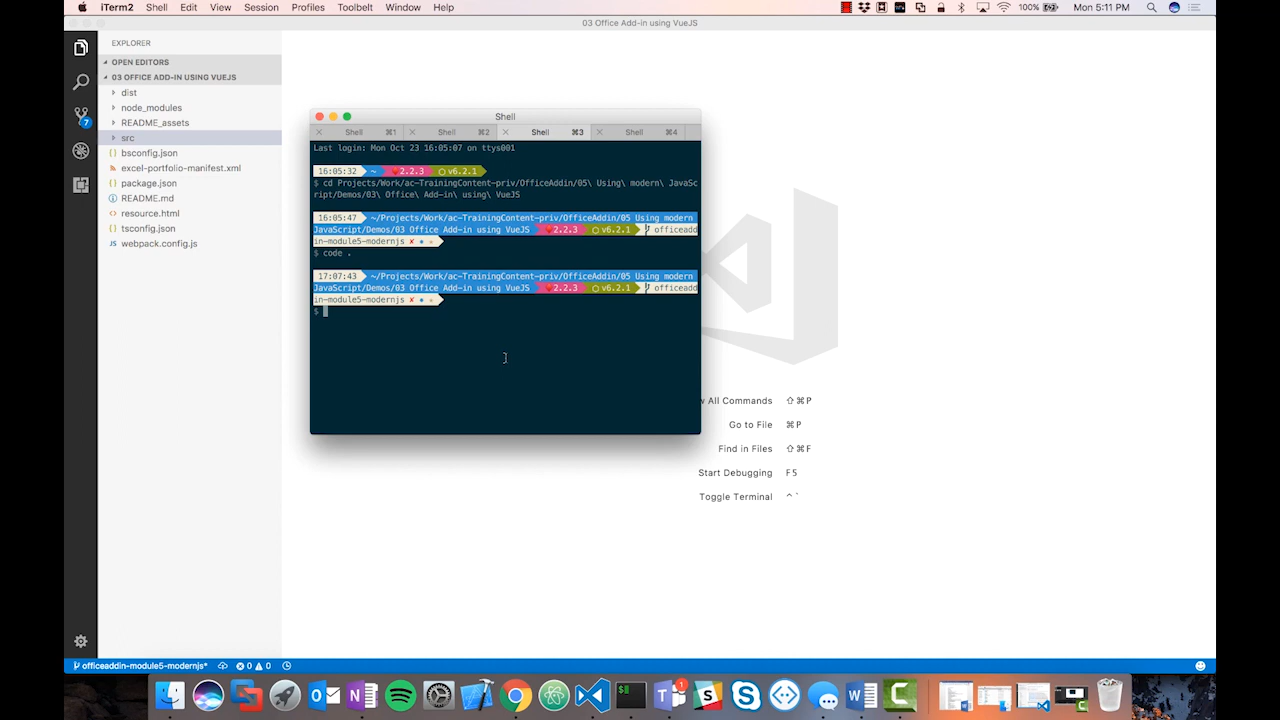 iTerm2 Shell Edit View Session Profiles Toolbelt Window Help 100% Mon 5:11 PM
03 Office Add-in using VueJS
EXPLORER
OPEN EDITORS
03 OFFICE ADD-IN USING VUEJS
dist
node_modules
README_assets
src
bsconfig.json
excel-portfolio-manifest.xml
package.json
README.md
resource.html
tsconfig.json
webpack.config.js
7
Shell
Shell ⌘1 Shell ⌘2 Shell ⌘3 Shell ⌘4
Last login: Mon Oct 23 16:05:07 on ttys001
16:05:32 ~ 2.2.3 v6.2.1
$ cd Projects/Work/ac-TrainingContent-priv/OfficeAddin/05\ Using\ modern\ JavaSc
ript/Demos/03\ Office\ Add-in\ using\ VueJS
16:05:47 ~/Projects/Work/ac-TrainingContent-priv/OfficeAddin/05 Using modern
JavaScript/Demos/03 Office Add-in using VueJS 2.2.3 v6.2.1 officeadd
in-module5-modernjs ✘
$ code .
17:07:43 ~/Projects/Work/ac-TrainingContent-priv/OfficeAddin/05 Using modern
JavaScript/Demos/03 Office Add-in using VueJS 2.2.3 v6.2.1 officeadd
in-module5-modernjs ✘
$
w All Commands ⇧⌘P
Go to File ⌘P
Find in Files ⇧⌘F
Start Debugging F5
Toggle Terminal ^`
officeaddin-module5-modernjs* 0 0
1